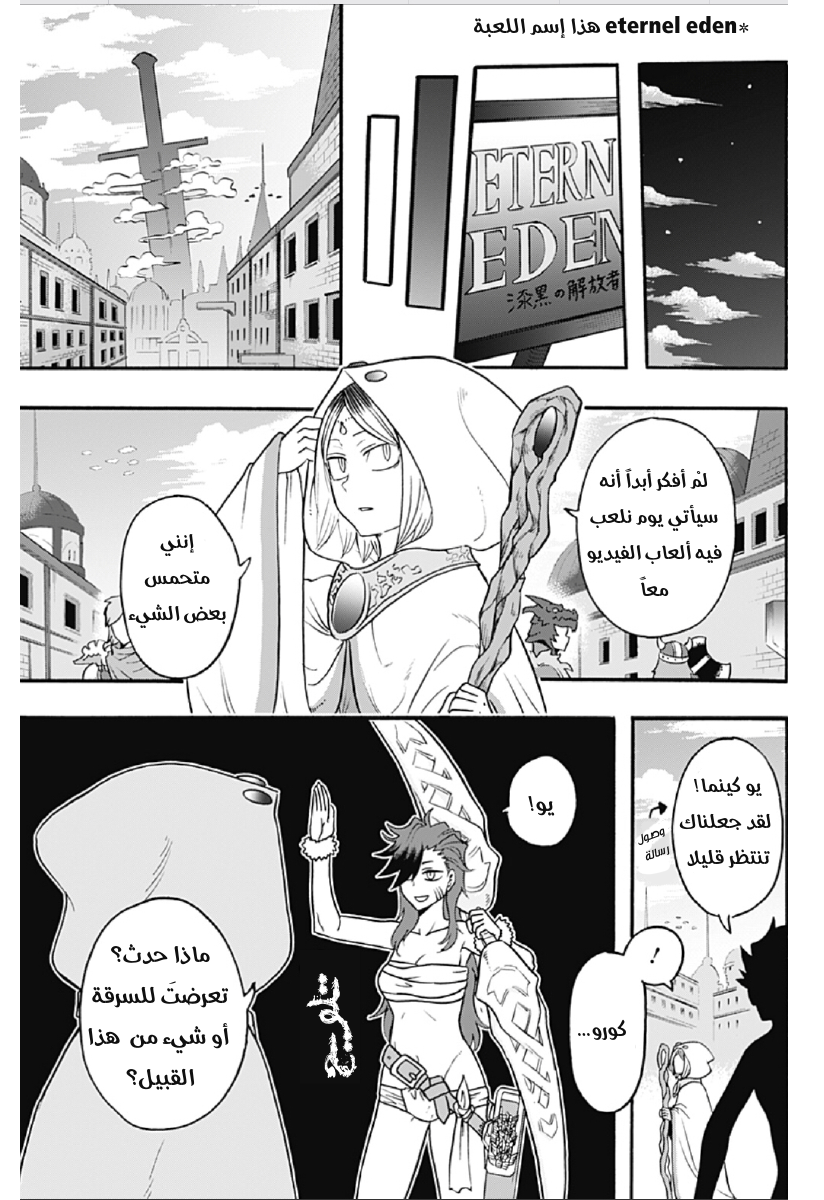 *eternel eden هذا إسم اللعبة
ETERN
EDEN
漆黒の解放者
لمْ أفكر أبداً أنه
سيأتي يوم نلعب
فيه ألعاب الفيديو
معاً
إنني
متحمس
بعض الشيء
يو كينما!
لقد جعلناك
تنتظر قليلا
وصول
رسالة
!
كورو...
يو!
تلويح
ماذا حدث؟
تعرضتَ للسرقة
أو شيء من هذا
القبيل؟